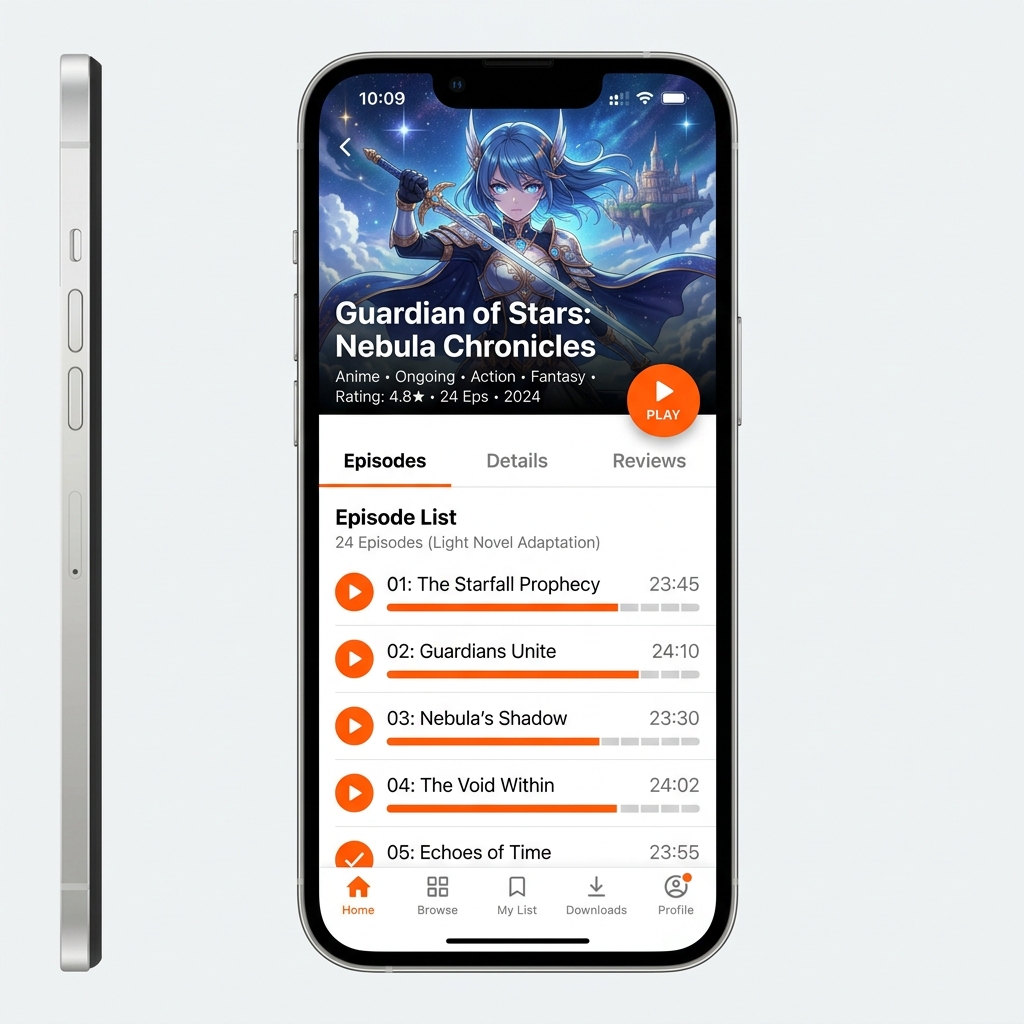 10:09
Guardian of Stars:
Nebula Chronicles
Anime • Ongoing • Action • Fantasy •
Rating: 4.8★ • 24 Eps • 2024
PLAY
Episodes Details Reviews
Episode List
24 Episodes (Light Novel Adaptation)
01: The Starfall Prophecy 23:45
02: Guardians Unite 24:10
03: Nebula's Shadow 23:30
04: The Void Within 24:02
05: Echoes of Time 23:55
Home Browse My List Downloads Profile